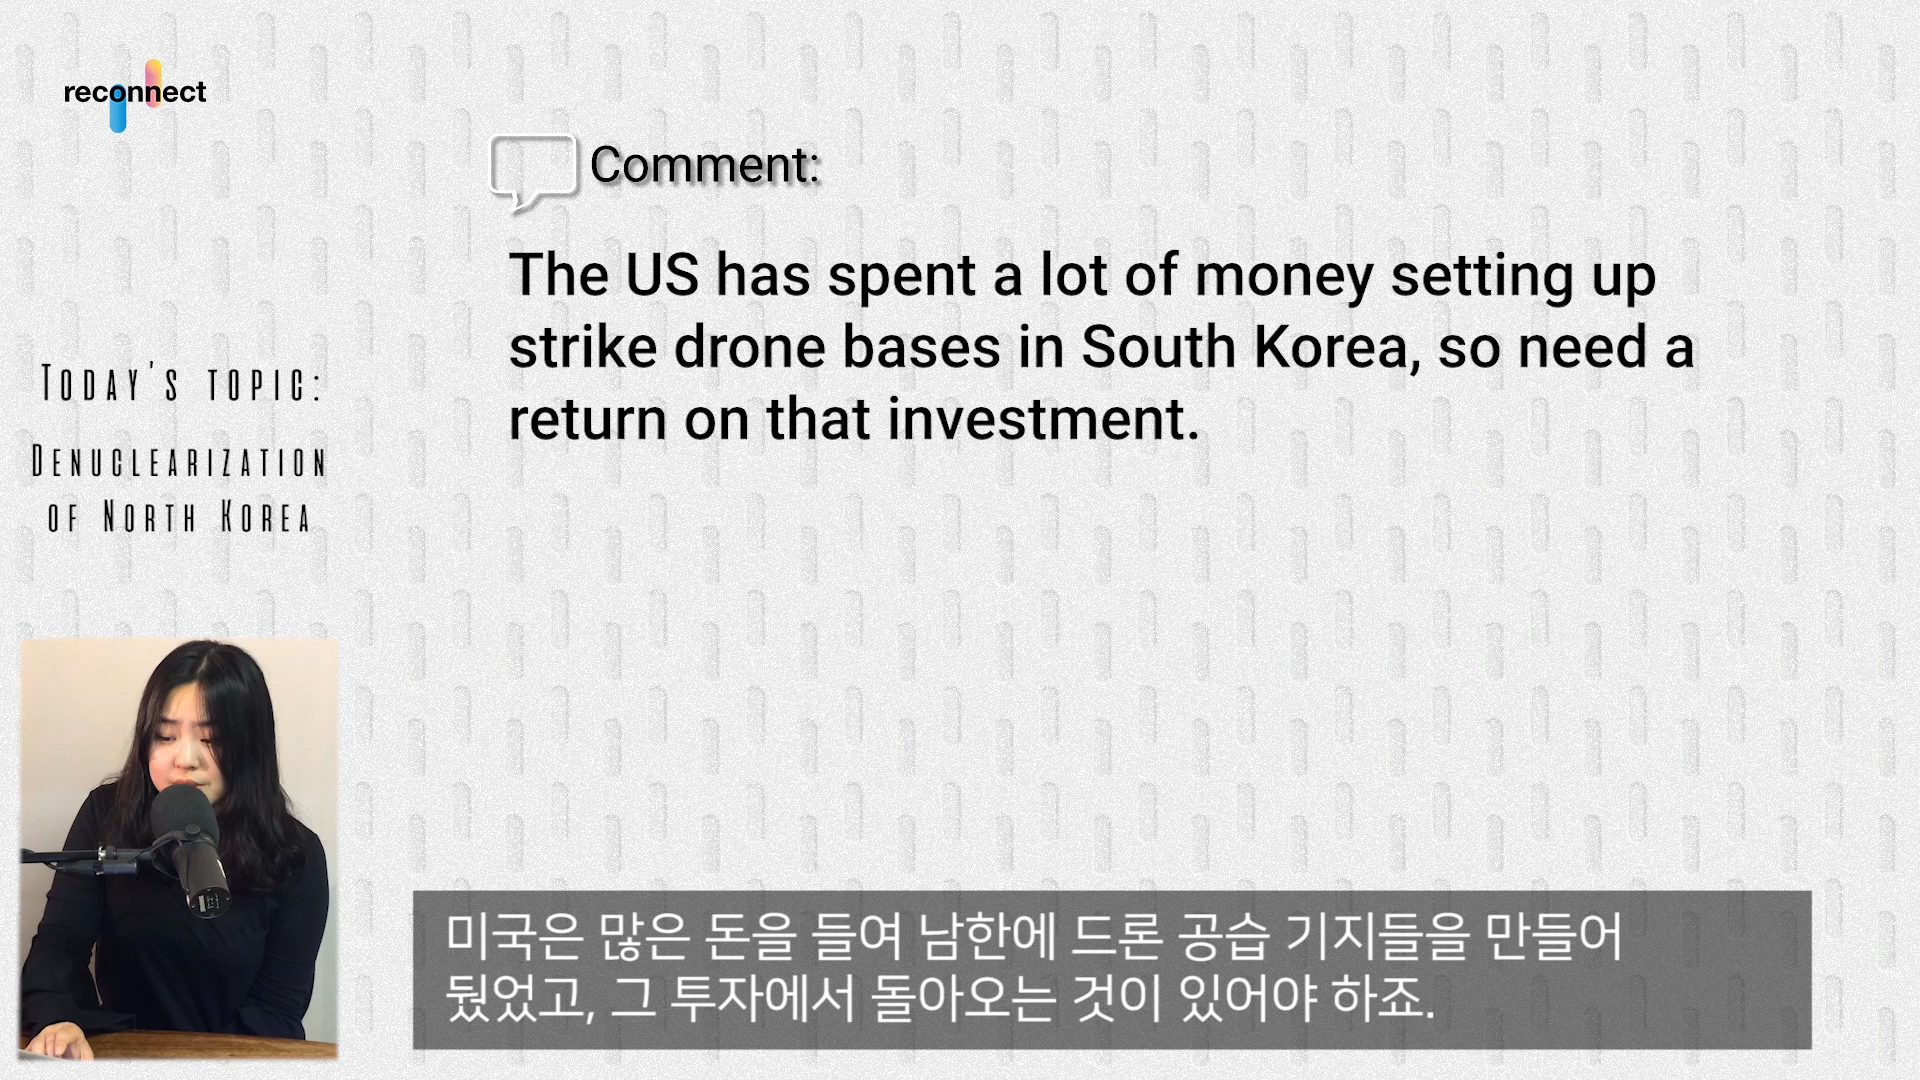 reconnect
Comment:
The US has spent a lot of money setting up
strike drone bases in South Korea, so need a
return on that investment.
Today's topic:
Denuclearization
of North Korea
미국은 많은 돈을 들여 남한에 드론 공습 기지들을 만들어
뒀었고, 그 투자에서 돌아오는 것이 있어야 하죠.